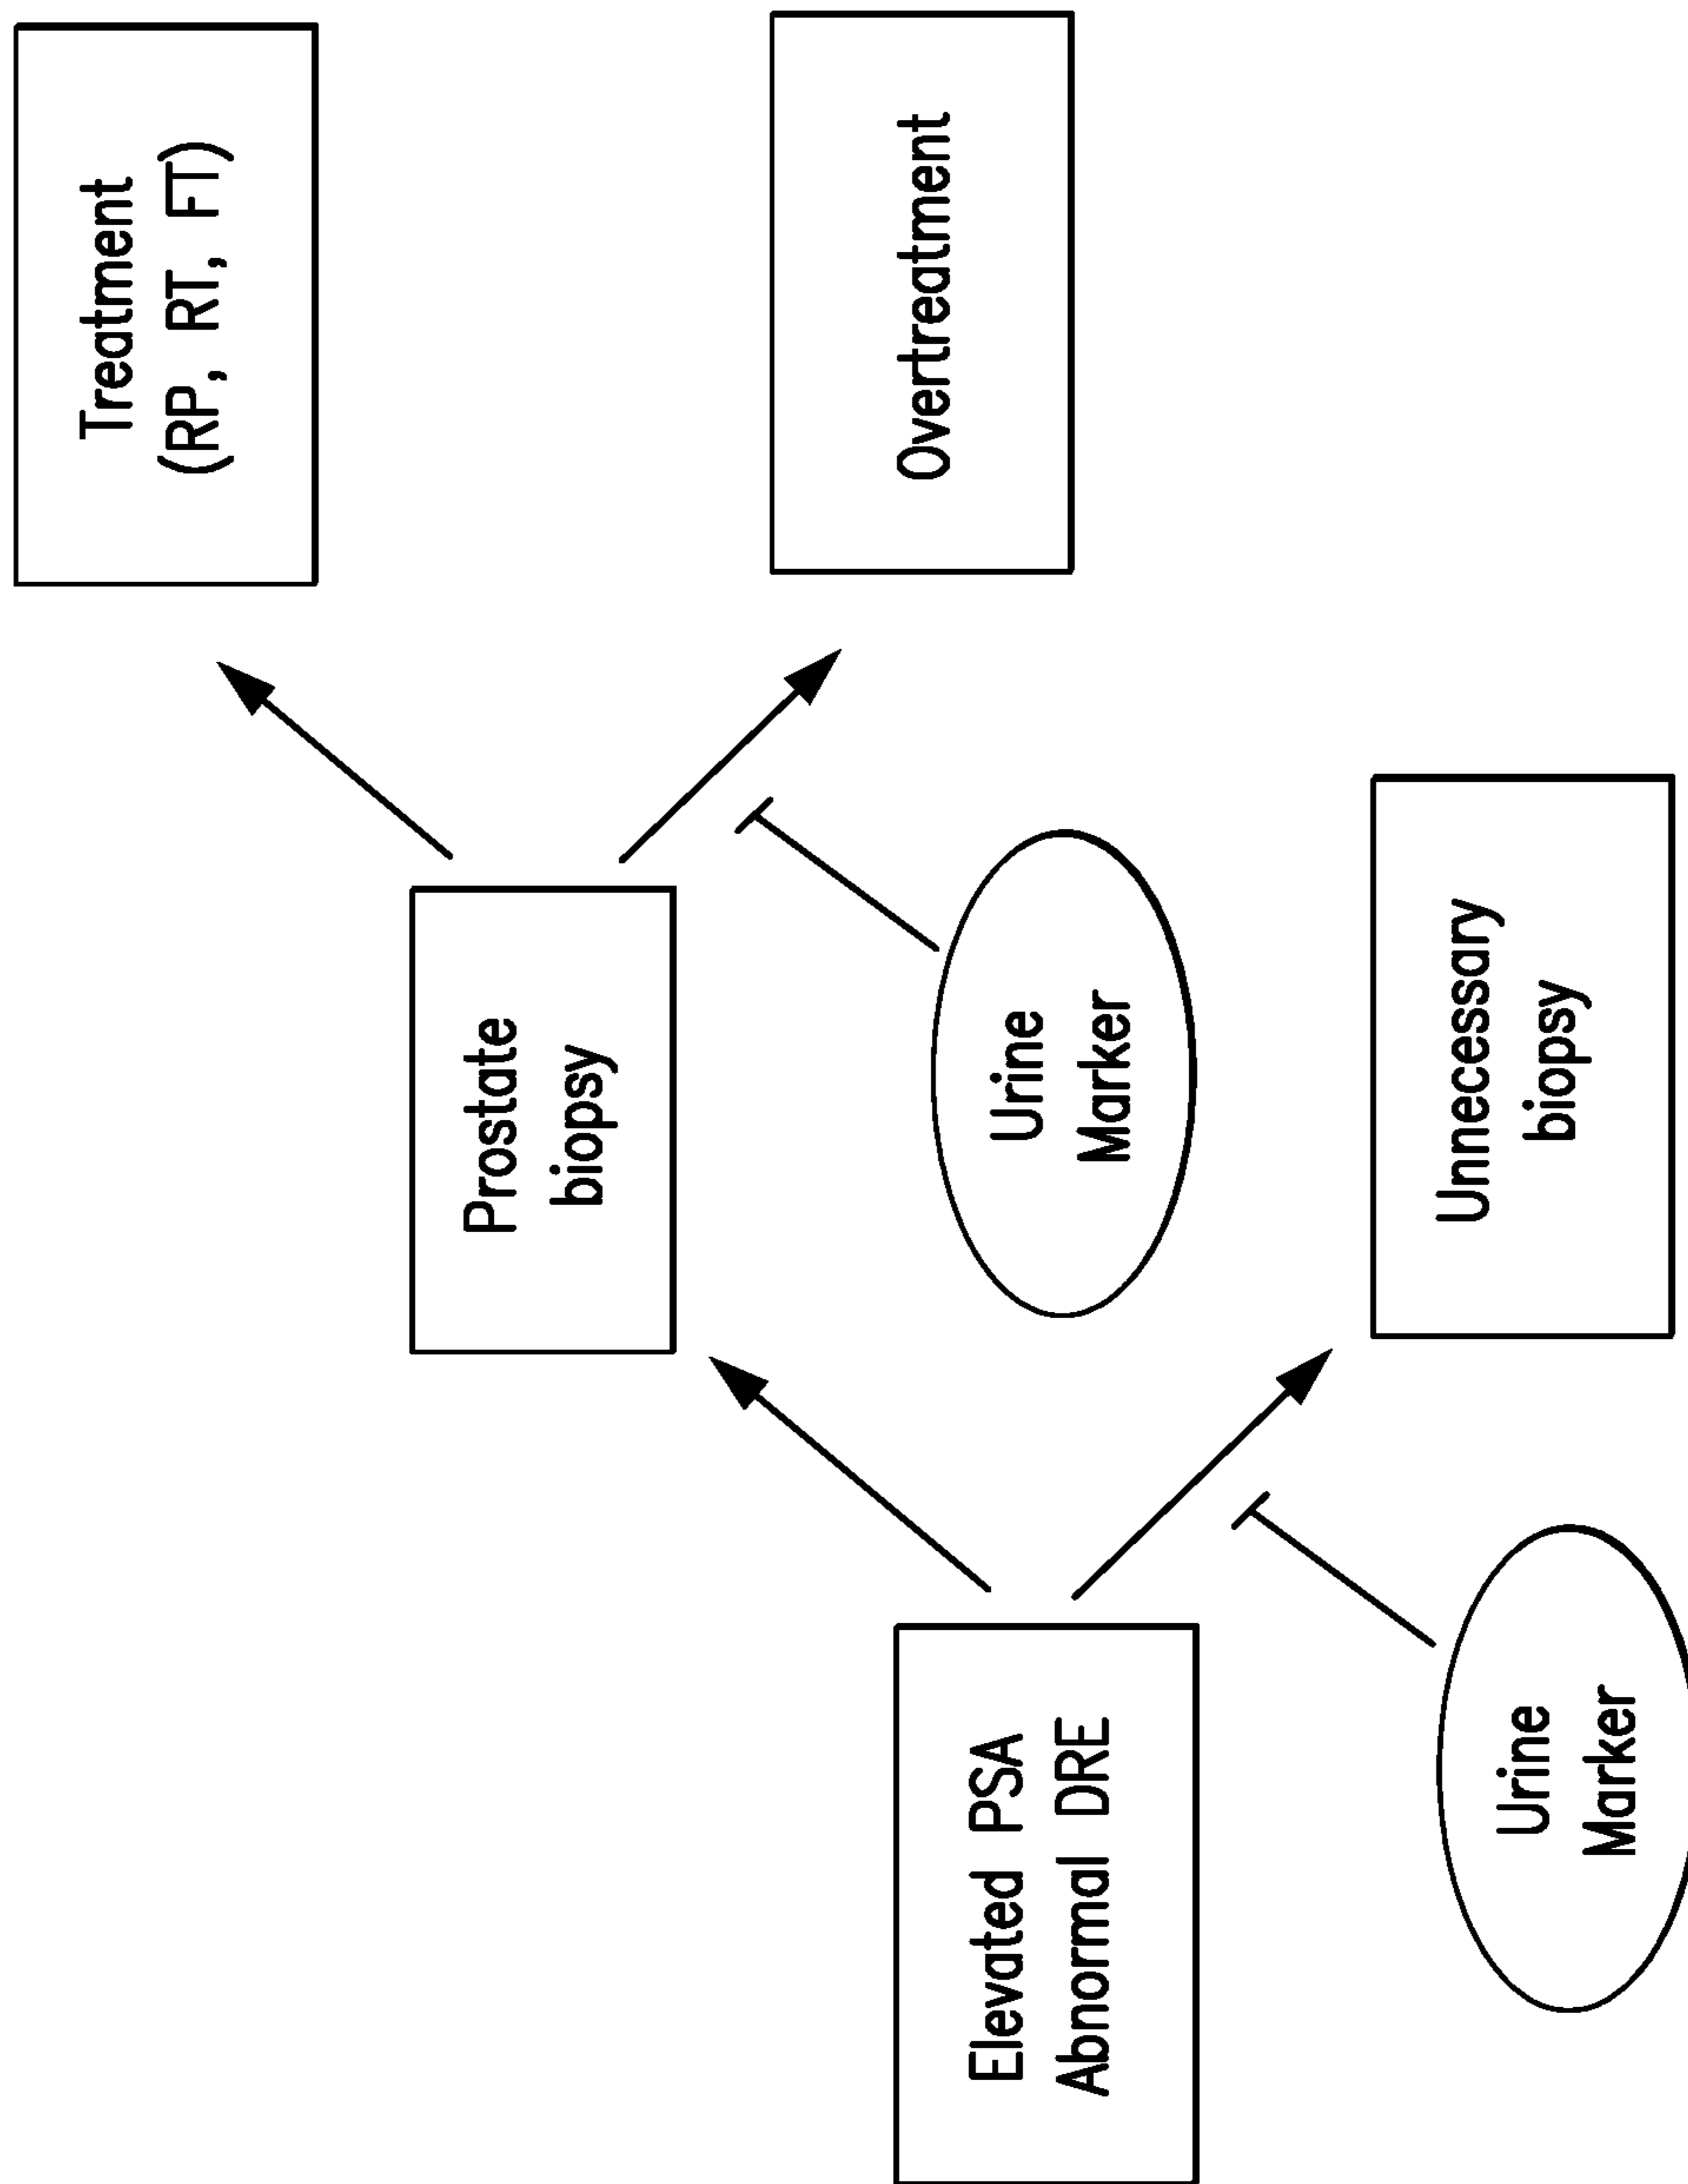 Elevated PSA
Abnormal DRE
Urine
Marker
Prostate
biopsy
Urine
Marker
Unnecessary
biopsy
Treatment
(RP, RT, FT)
Overtreatment